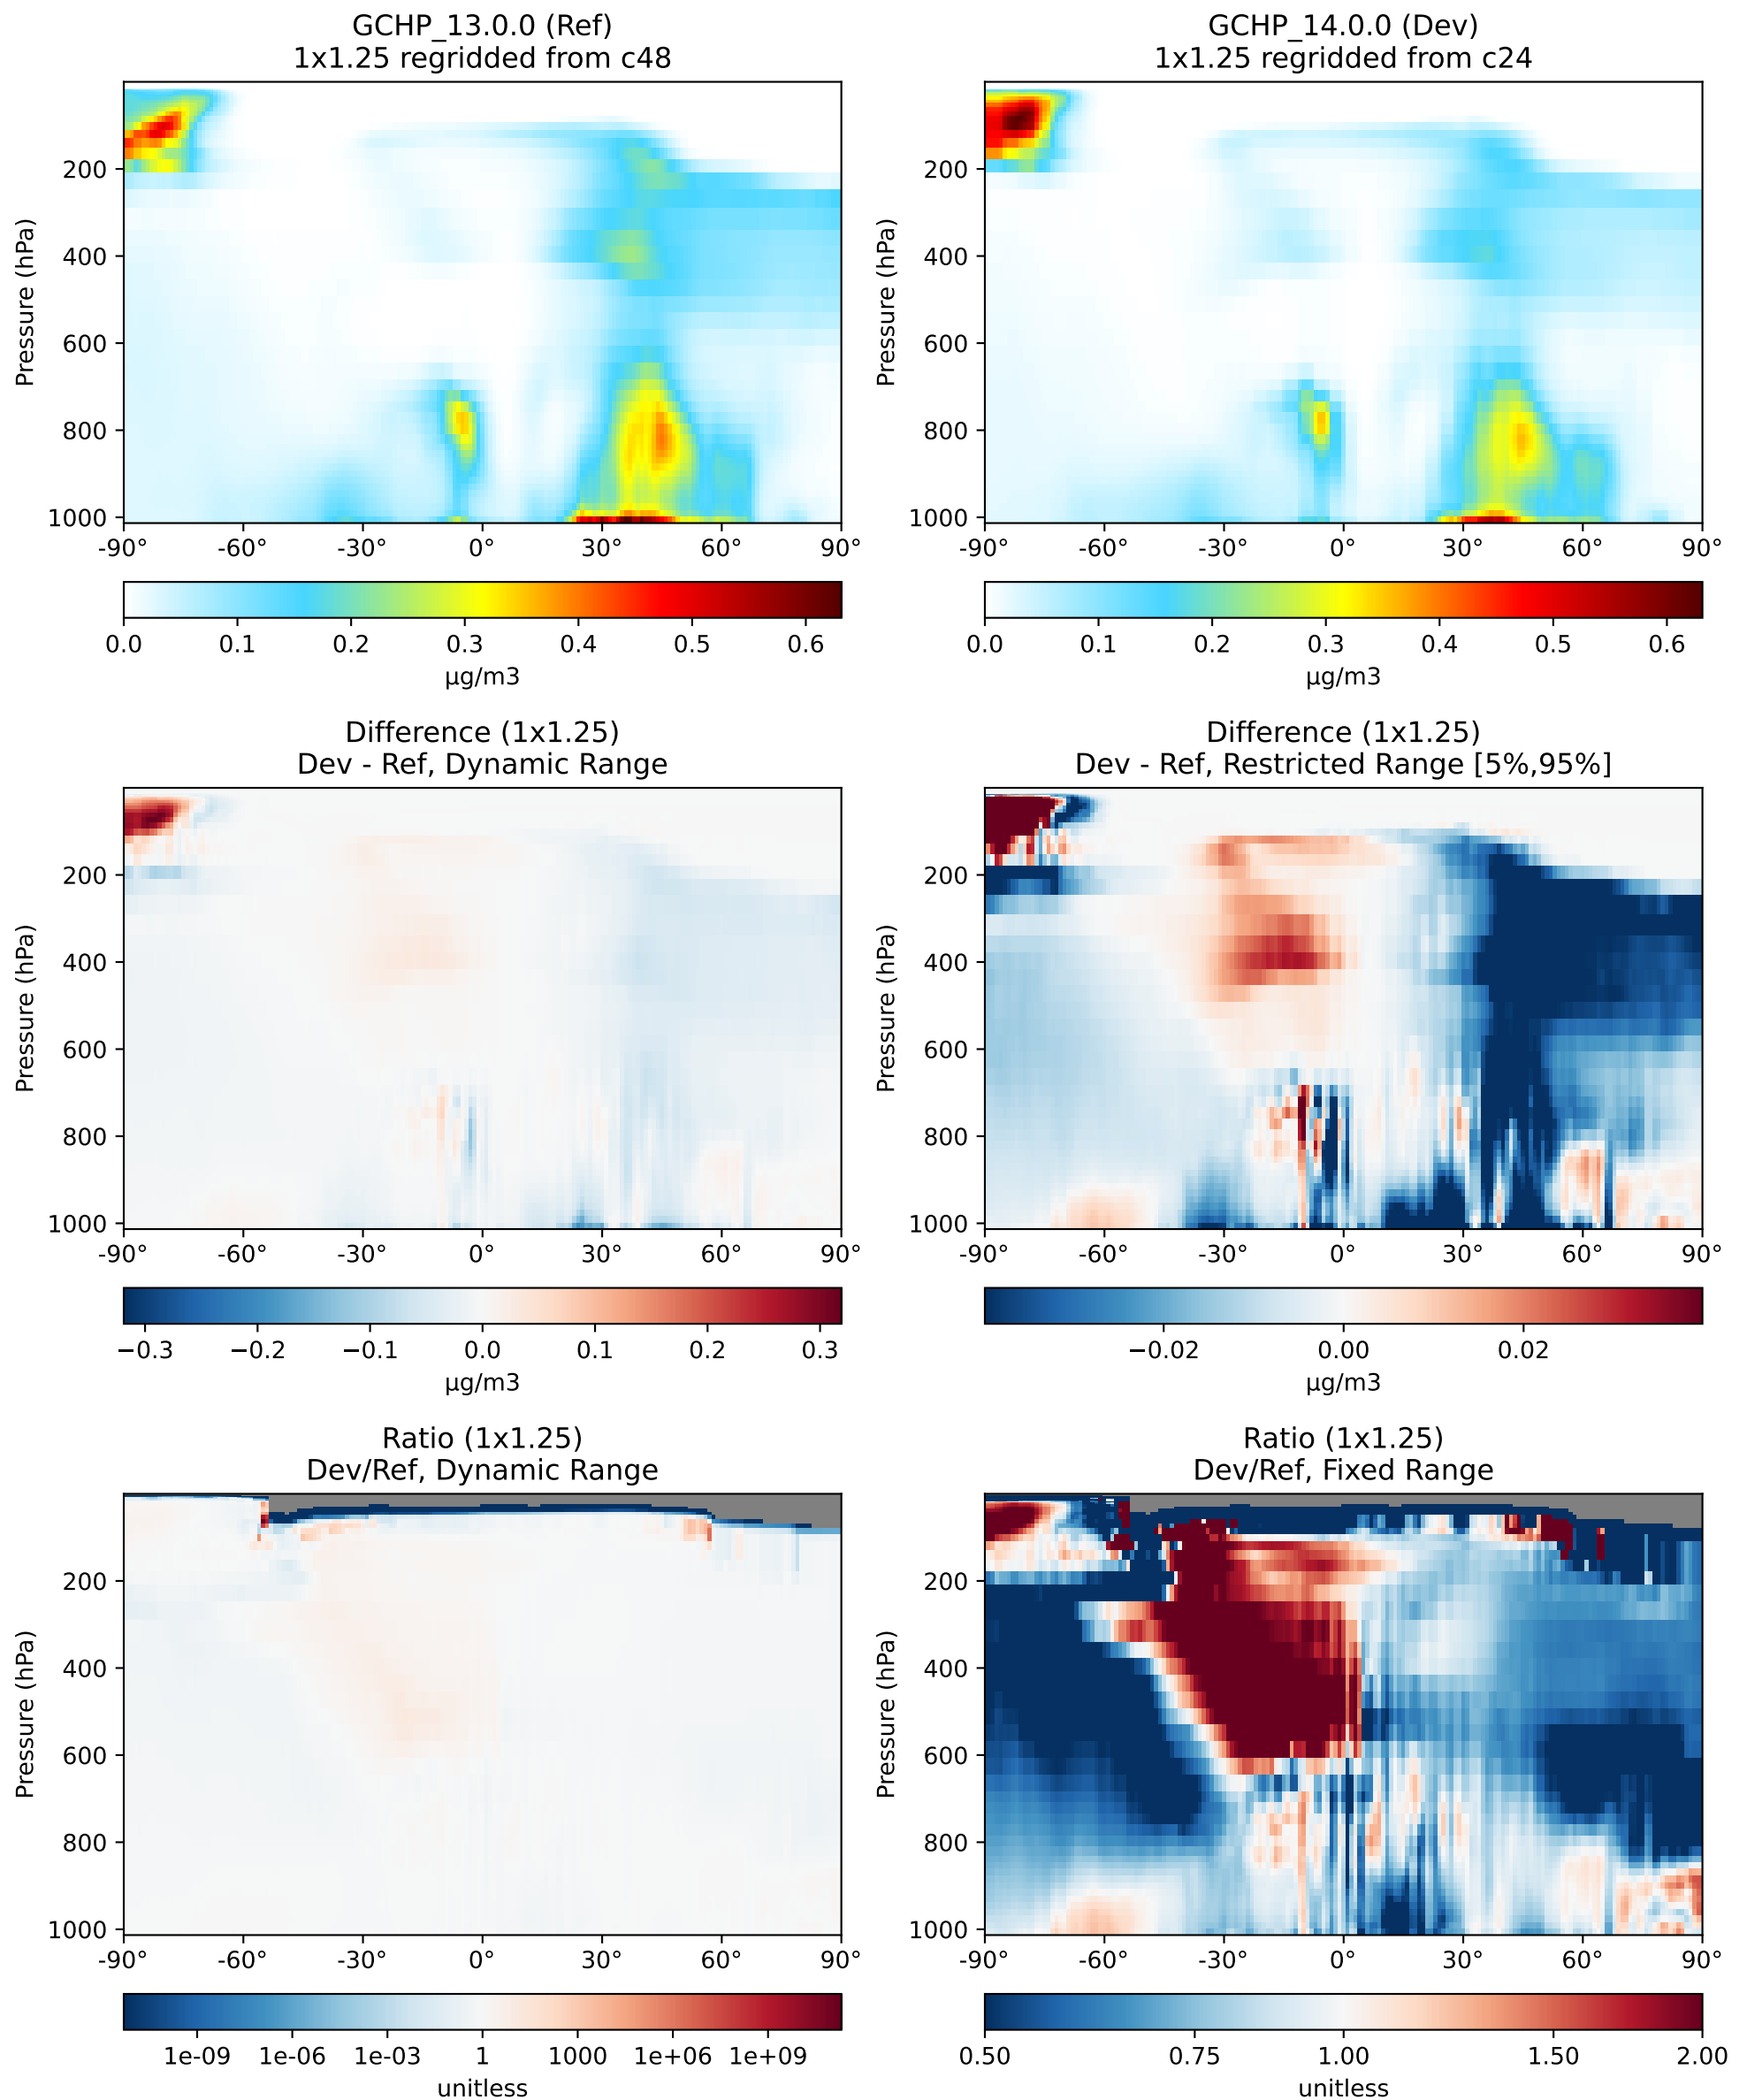 GCHP_13.0.0 (Ref)
1x1.25 regridded from c48
Pressure (hPa)
200
400
600
800
1000
-90° -60° -30° 0° 30° 60° 90°
0.0 0.1 0.2 0.3 0.4 0.5 0.6
μg/m3
GCHP_14.0.0 (Dev)
1x1.25 regridded from c24
Pressure (hPa)
200
400
600
800
1000
-90° -60° -30° 0° 30° 60° 90°
0.0 0.1 0.2 0.3 0.4 0.5 0.6
μg/m3
Difference (1x1.25)
Dev - Ref, Dynamic Range
Pressure (hPa)
200
400
600
800
1000
-90° -60° -30° 0° 30° 60° 90°
−0.3 −0.2 −0.1 0.0 0.1 0.2 0.3
μg/m3
Difference (1x1.25)
Dev - Ref, Restricted Range [5%,95%]
Pressure (hPa)
200
400
600
800
1000
-90° -60° -30° 0° 30° 60° 90°
−0.02 0.00 0.02
μg/m3
Ratio (1x1.25)
Dev/Ref, Dynamic Range
Pressure (hPa)
200
400
600
800
1000
-90° -60° -30° 0° 30° 60° 90°
1e-09 1e-06 1e-03 1 1000 1e+06 1e+09
unitless
Ratio (1x1.25)
Dev/Ref, Fixed Range
Pressure (hPa)
200
400
600
800
1000
-90° -60° -30° 0° 30° 60° 90°
0.50 0.75 1.00 1.50 2.00
unitless